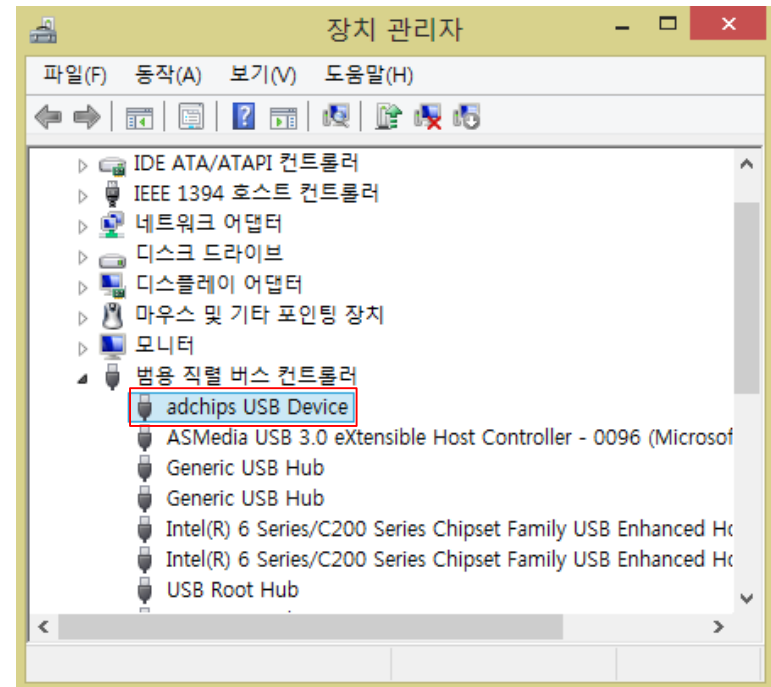 장치 관리자
파일(F) 동작(A) 보기(V) 도움말(H)
IDE ATA/ATAPI 컨트롤러
IEEE 1394 호스트 컨트롤러
네트워크 어댑터
디스크 드라이브
디스플레이 어댑터
마우스 및 기타 포인팅 장치
모니터
범용 직렬 버스 컨트롤러
adchips USB Device
ASMedia USB 3.0 eXtensible Host Controller - 0096 (Microsof
Generic USB Hub
Generic USB Hub
Intel(R) 6 Series/C200 Series Chipset Family USB Enhanced Ho
Intel(R) 6 Series/C200 Series Chipset Family USB Enhanced Ho
USB Root Hub